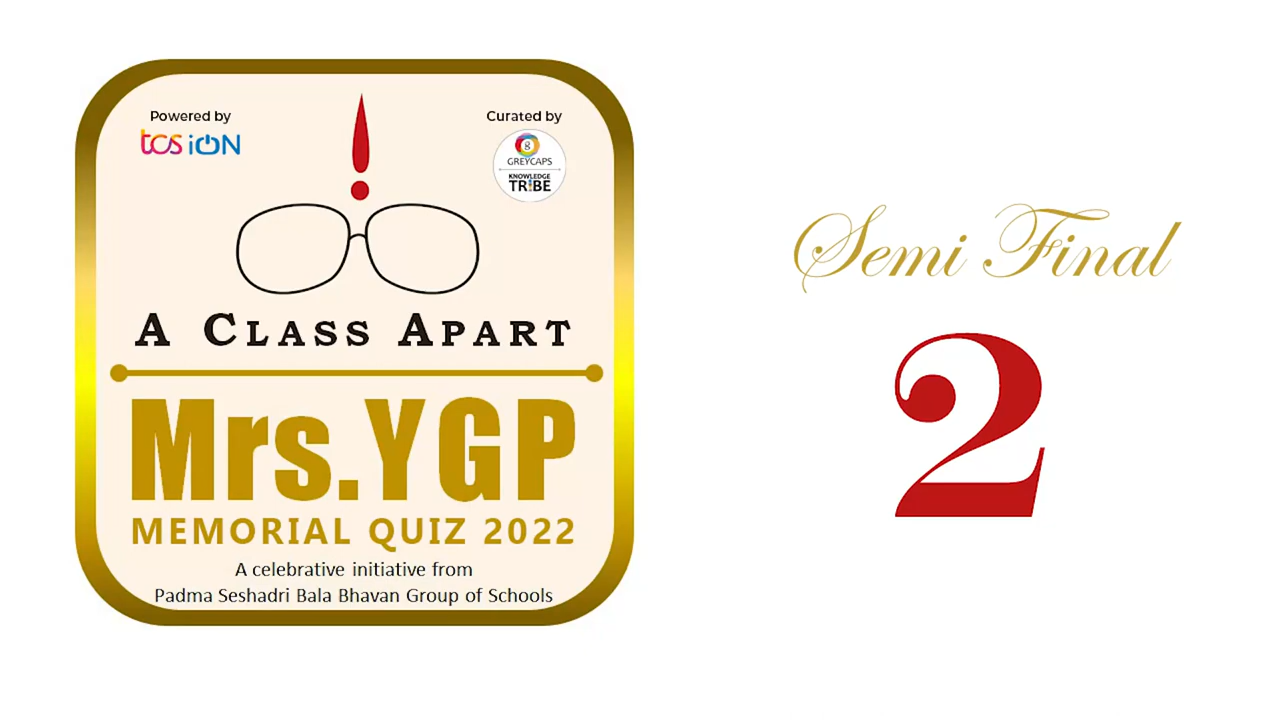 Powered by
tcs iON
Curated by
g
GREYCAPS
KNOWLEDGE
TRIBE
A CLASS APART
Mrs.YGP
MEMORIAL QUIZ 2022
A celebrative initiative from
Padma Seshadri Bala Bhavan Group of Schools
Semi Final
2